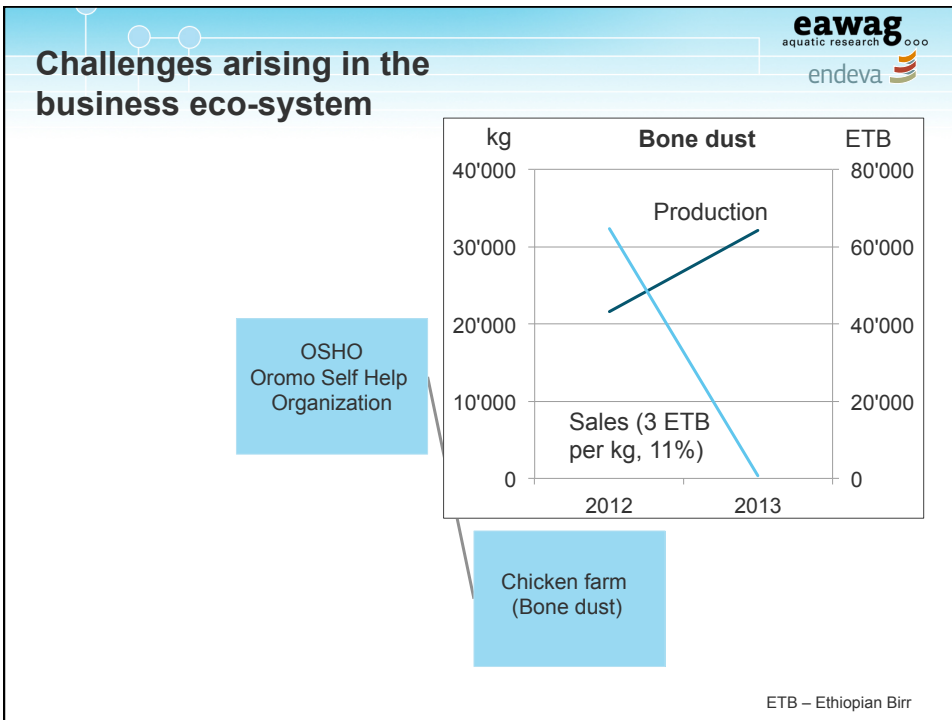 Challenges arising in the
business eco-system
eawag
aquatic research
endeva
kg
Bone dust
ETB
40'000
80'000
Production
30'000
60'000
20'000
40'000
10'000
20'000
Sales (3 ETB
per kg, 11%)
0
0
2012
2013
OSHO
Oromo Self Help
Organization
Chicken farm
(Bone dust)
ETB – Ethiopian Birr